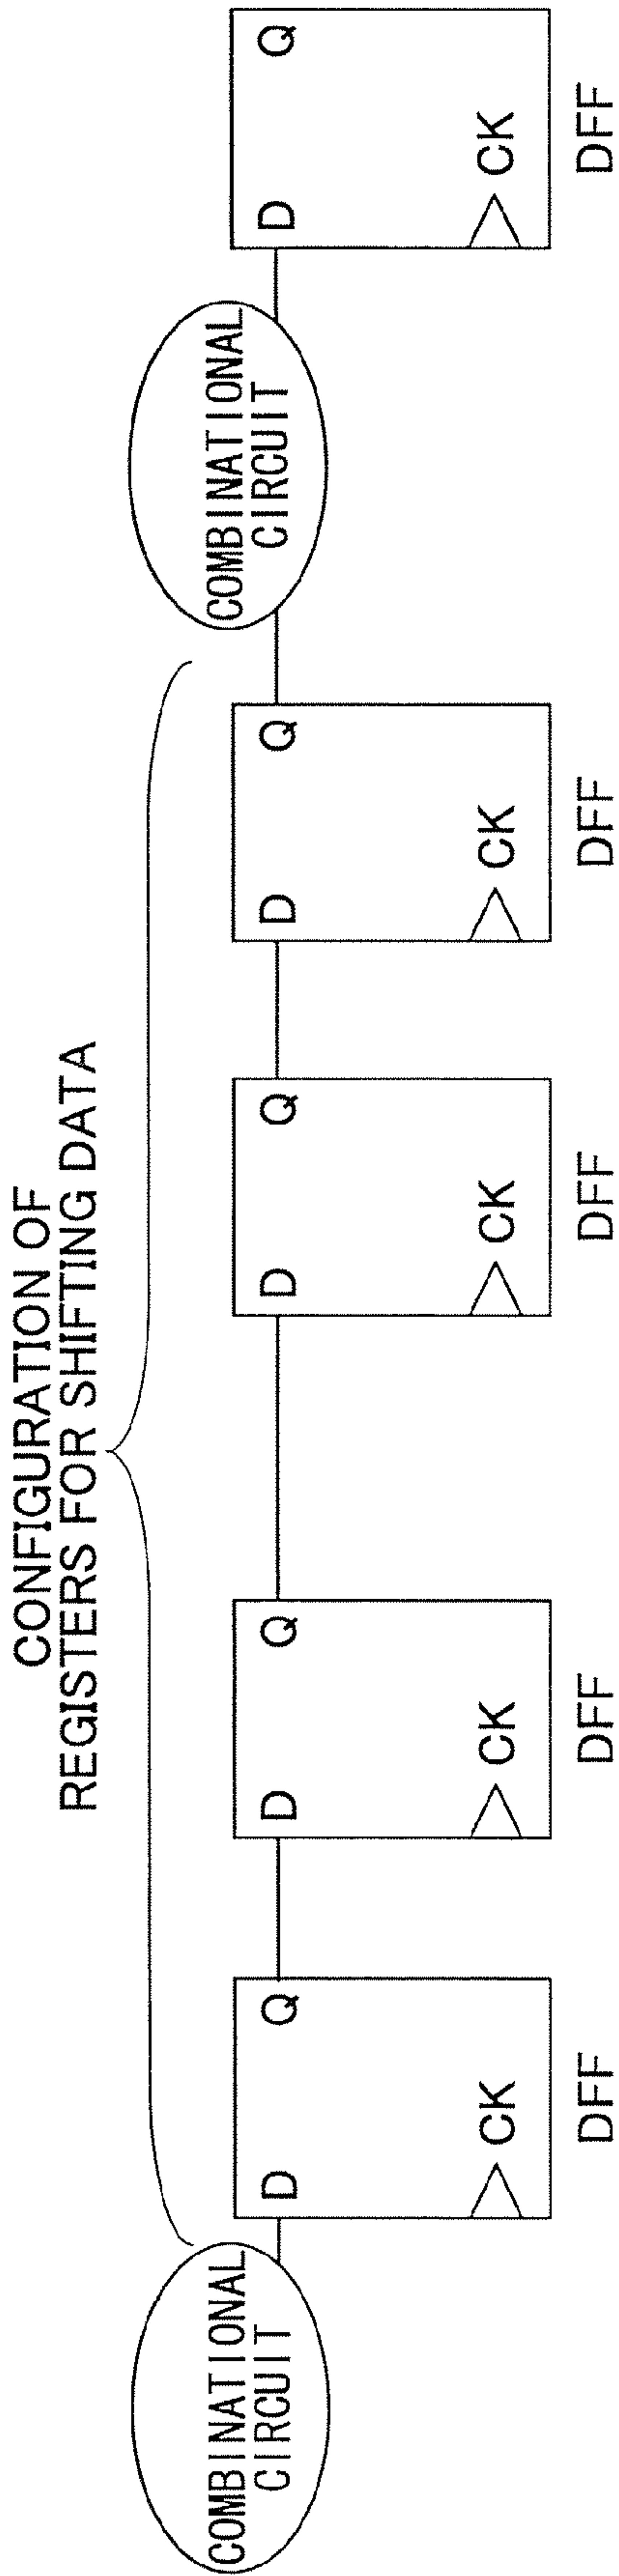 CONFIGURATION OF
REGISTERS FOR SHIFTING DATA
COMBINATIONAL
CIRCUIT
D
Q
CK
DFF
D
Q
CK
DFF
D
Q
CK
DFF
D
Q
CK
DFF
COMBINATIONAL
CIRCUIT
D
Q
CK
DFF